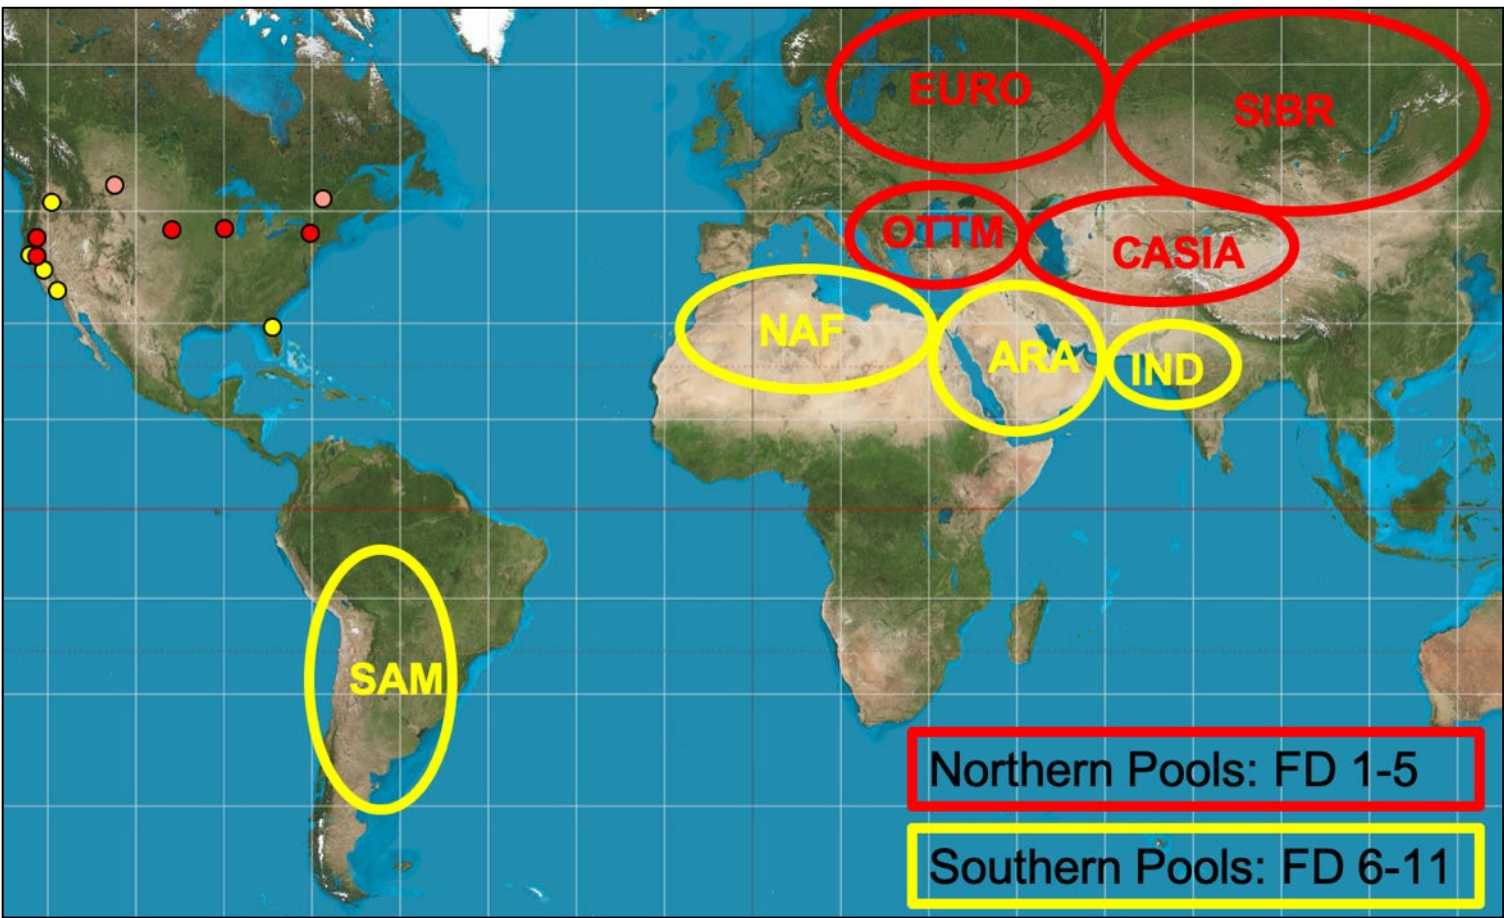 EURO
SIBR
OTTM
CASIA
NAF
ARA
IND
SAM
Northern Pools: FD 1-5
Southern Pools: FD 6-11